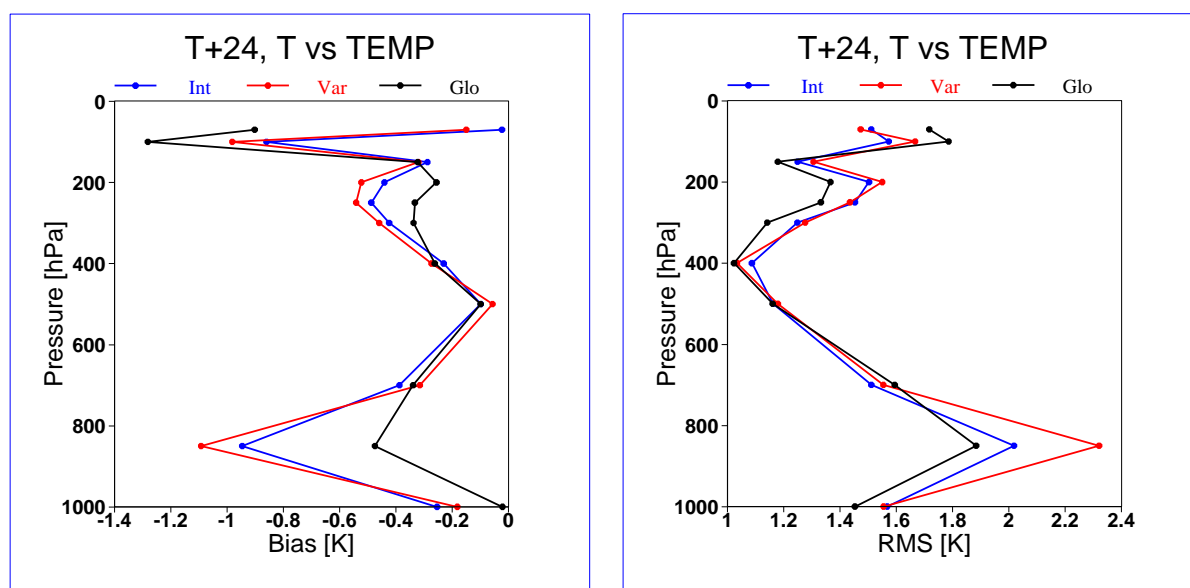 T+24, T vs TEMP
Int Var Glo
0
200
400
600
800
1000
Pressure [hPa]
-1.4 -1.2 -1 -0.8 -0.6 -0.4 -0.2 0
Bias [K]
T+24, T vs TEMP
Int Var Glo
0
200
400
600
800
1000
Pressure [hPa]
1 1.2 1.4 1.6 1.8 2 2.2 2.4
RMS [K]